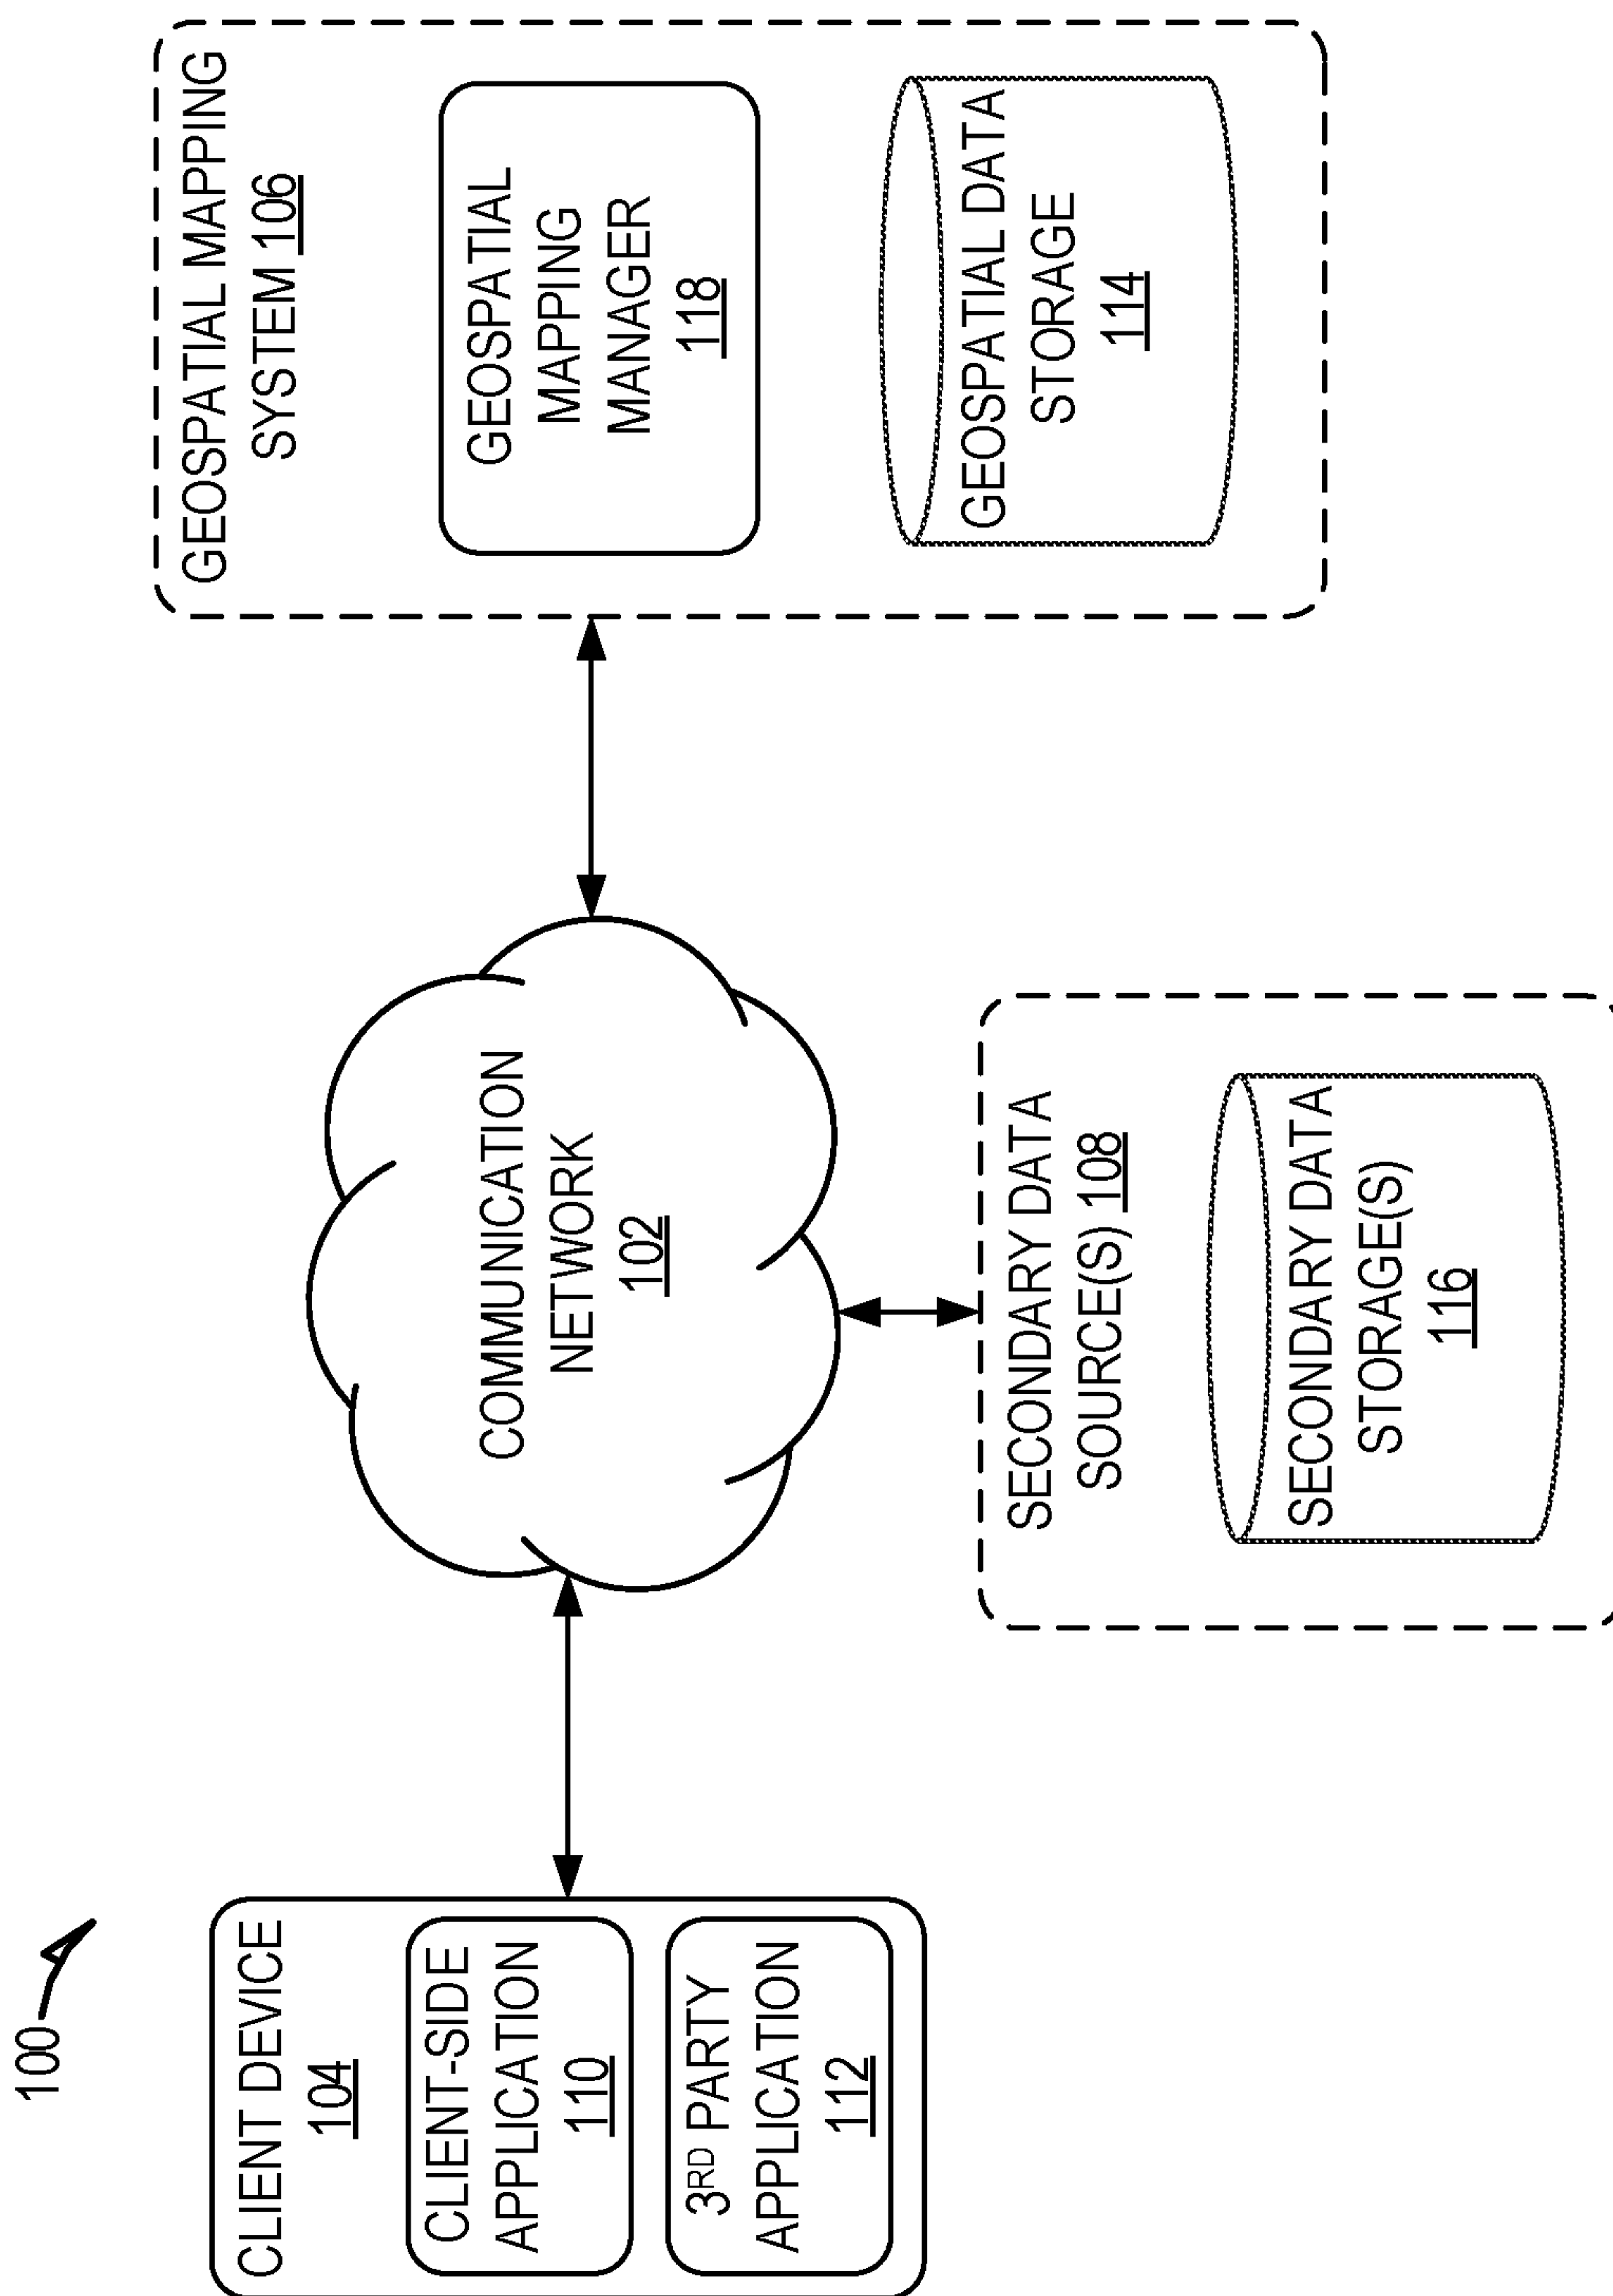 100
CLIENT DEVICE
104
CLIENT-SIDE
APPLICATION
110
3RD PARTY
APPLICATION
112
COMMUNICATION
NETWORK
102
SECONDARY DATA
SOURCE(S) 108
SECONDARY DATA
STORAGE(S)
116
GEOSPATIAL MAPPING
SYSTEM 106
GEOSPATIAL
MAPPING
MANAGER
118
GEOSPATIAL DATA
STORAGE
114